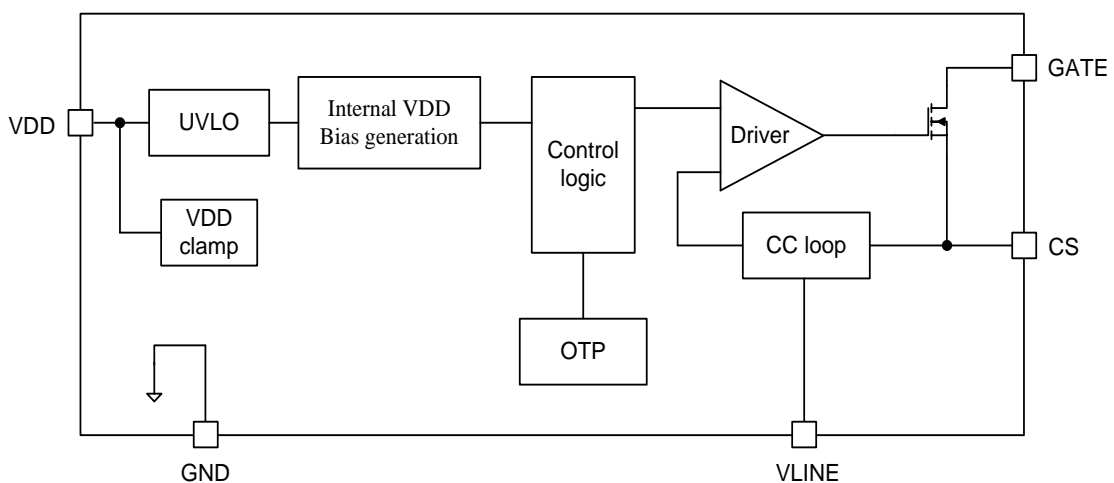 GATE
VDD
UVLO
Internal VDD
Bias generation
Control
logic
Driver
VDD
clamp
CC loop
CS
OTP
GND
VLINE